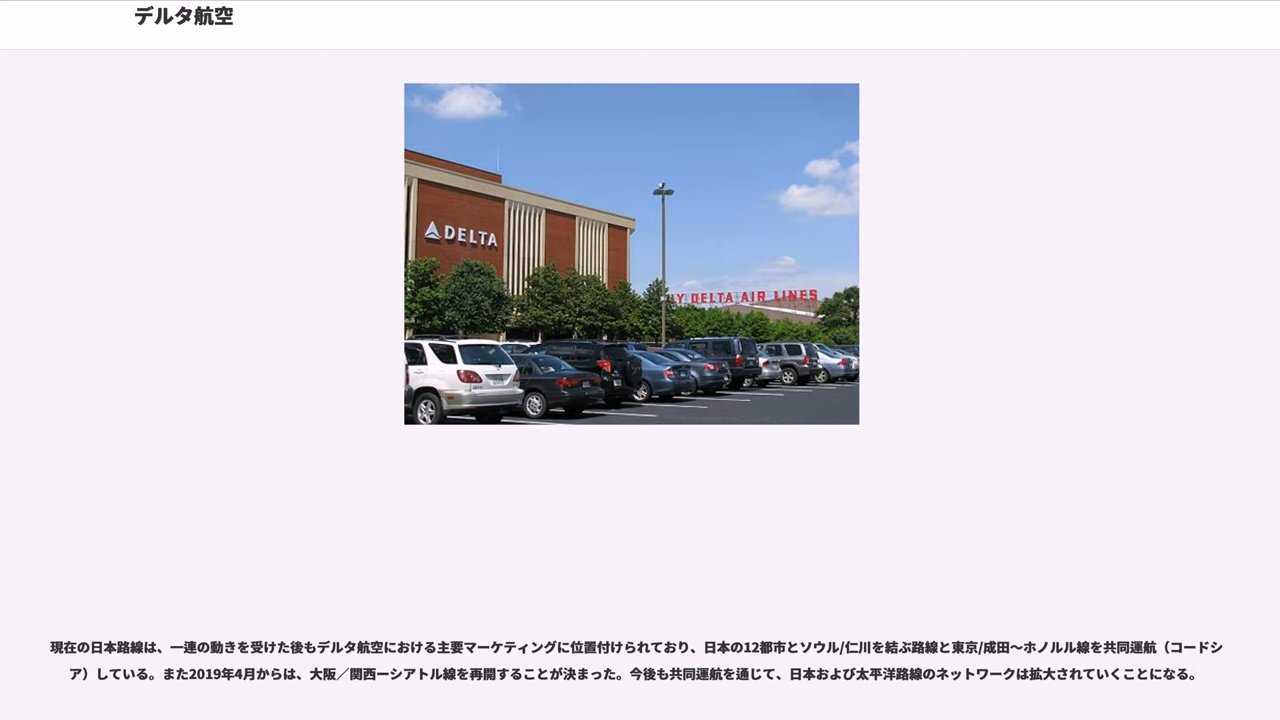 デルタ航空
DELTA
LY DELTA AIR LINES
現在の日本路線は、一連の動きを受けた後もデルタ航空における主要マーケティングに位置付けられており、日本の12都市とソウル/仁川を結ぶ路線と東京/成田〜ホノルル線を共同運航（コードシ
ア）している。また2019年4月からは、大阪／関西ーシアトル線を再開することが決まった。今後も共同運航を通じて、日本および太平洋路線のネットワークは拡大されていくことになる。